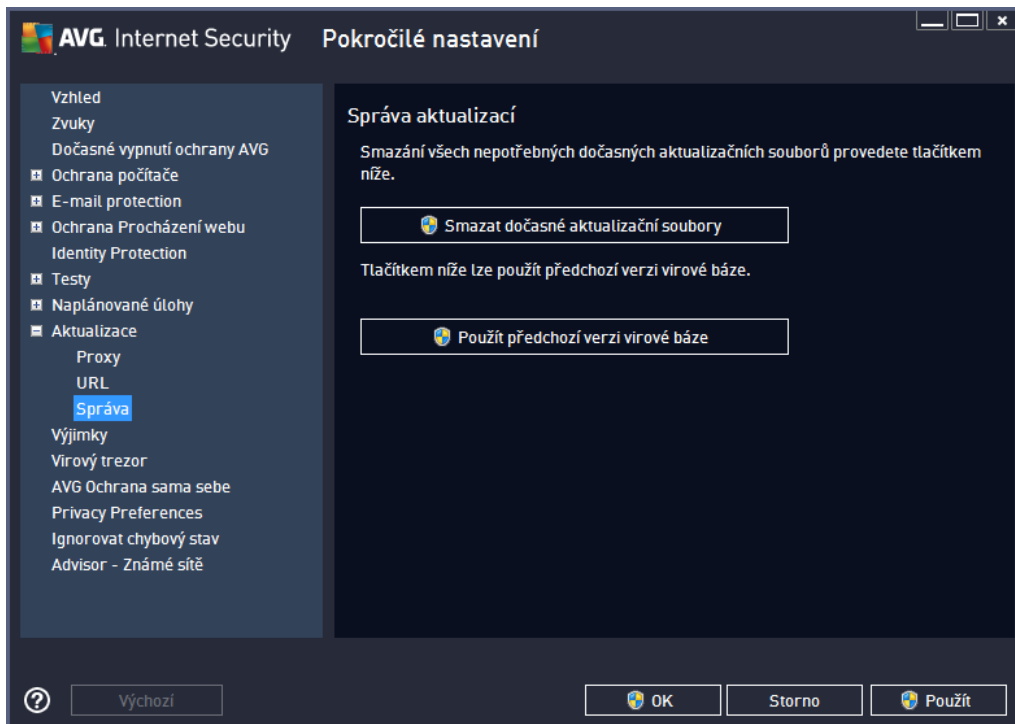 AVG. Internet Security Pokročilé nastavení
Vzhled
Zvuky
Dočasné vypnutí ochrany AVG
Ochrana počítače
E-mail protection
Ochrana Procházení webu
Identity Protection
Testy
Naplánované úlohy
Aktualizace
Proxy
URL
Správa
Výjimky
Virový trezor
AVG Ochrana sama sebe
Privacy Preferences
Ignorovat chybový stav
Advisor - Známé sítě
Správa aktualizací
Smazání všech nepotřebných dočasných aktualizačních souborů provedete tlačítkem
níže.
Smazat dočasné aktualizační soubory
Tlačítkem níže lze použít předchozí verzi virové báze.
Použít předchozí verzi virové báze
? Výchozí OK Storno Použít